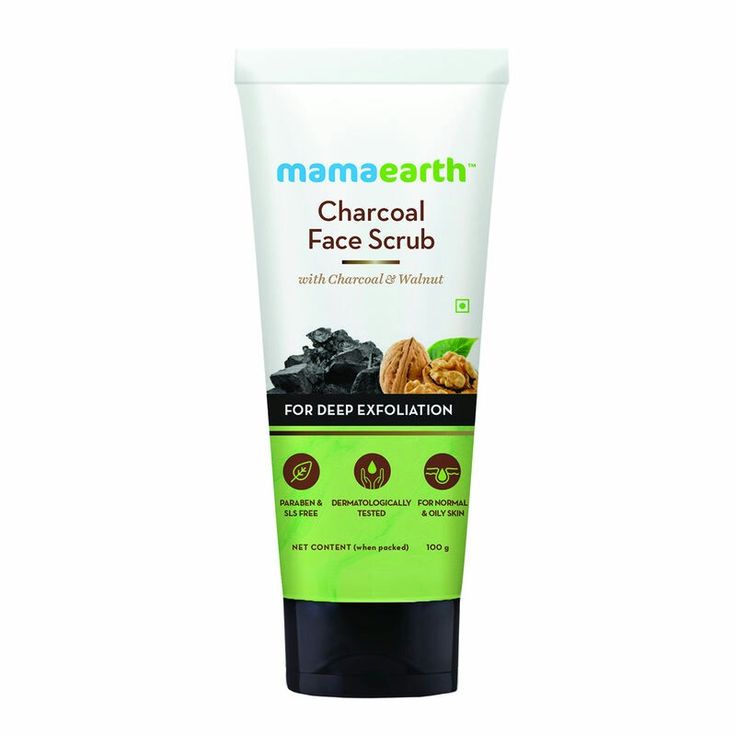 mamaearth™
Charcoal
Face Scrub
with Charcoal & Walnut
FOR DEEP EXFOLIATION
PARABEN &
SLS FREE
DERMATOLOGICALLY
TESTED
FOR NORMAL
& OILY SKIN
NET CONTENT (when packed) 100 g